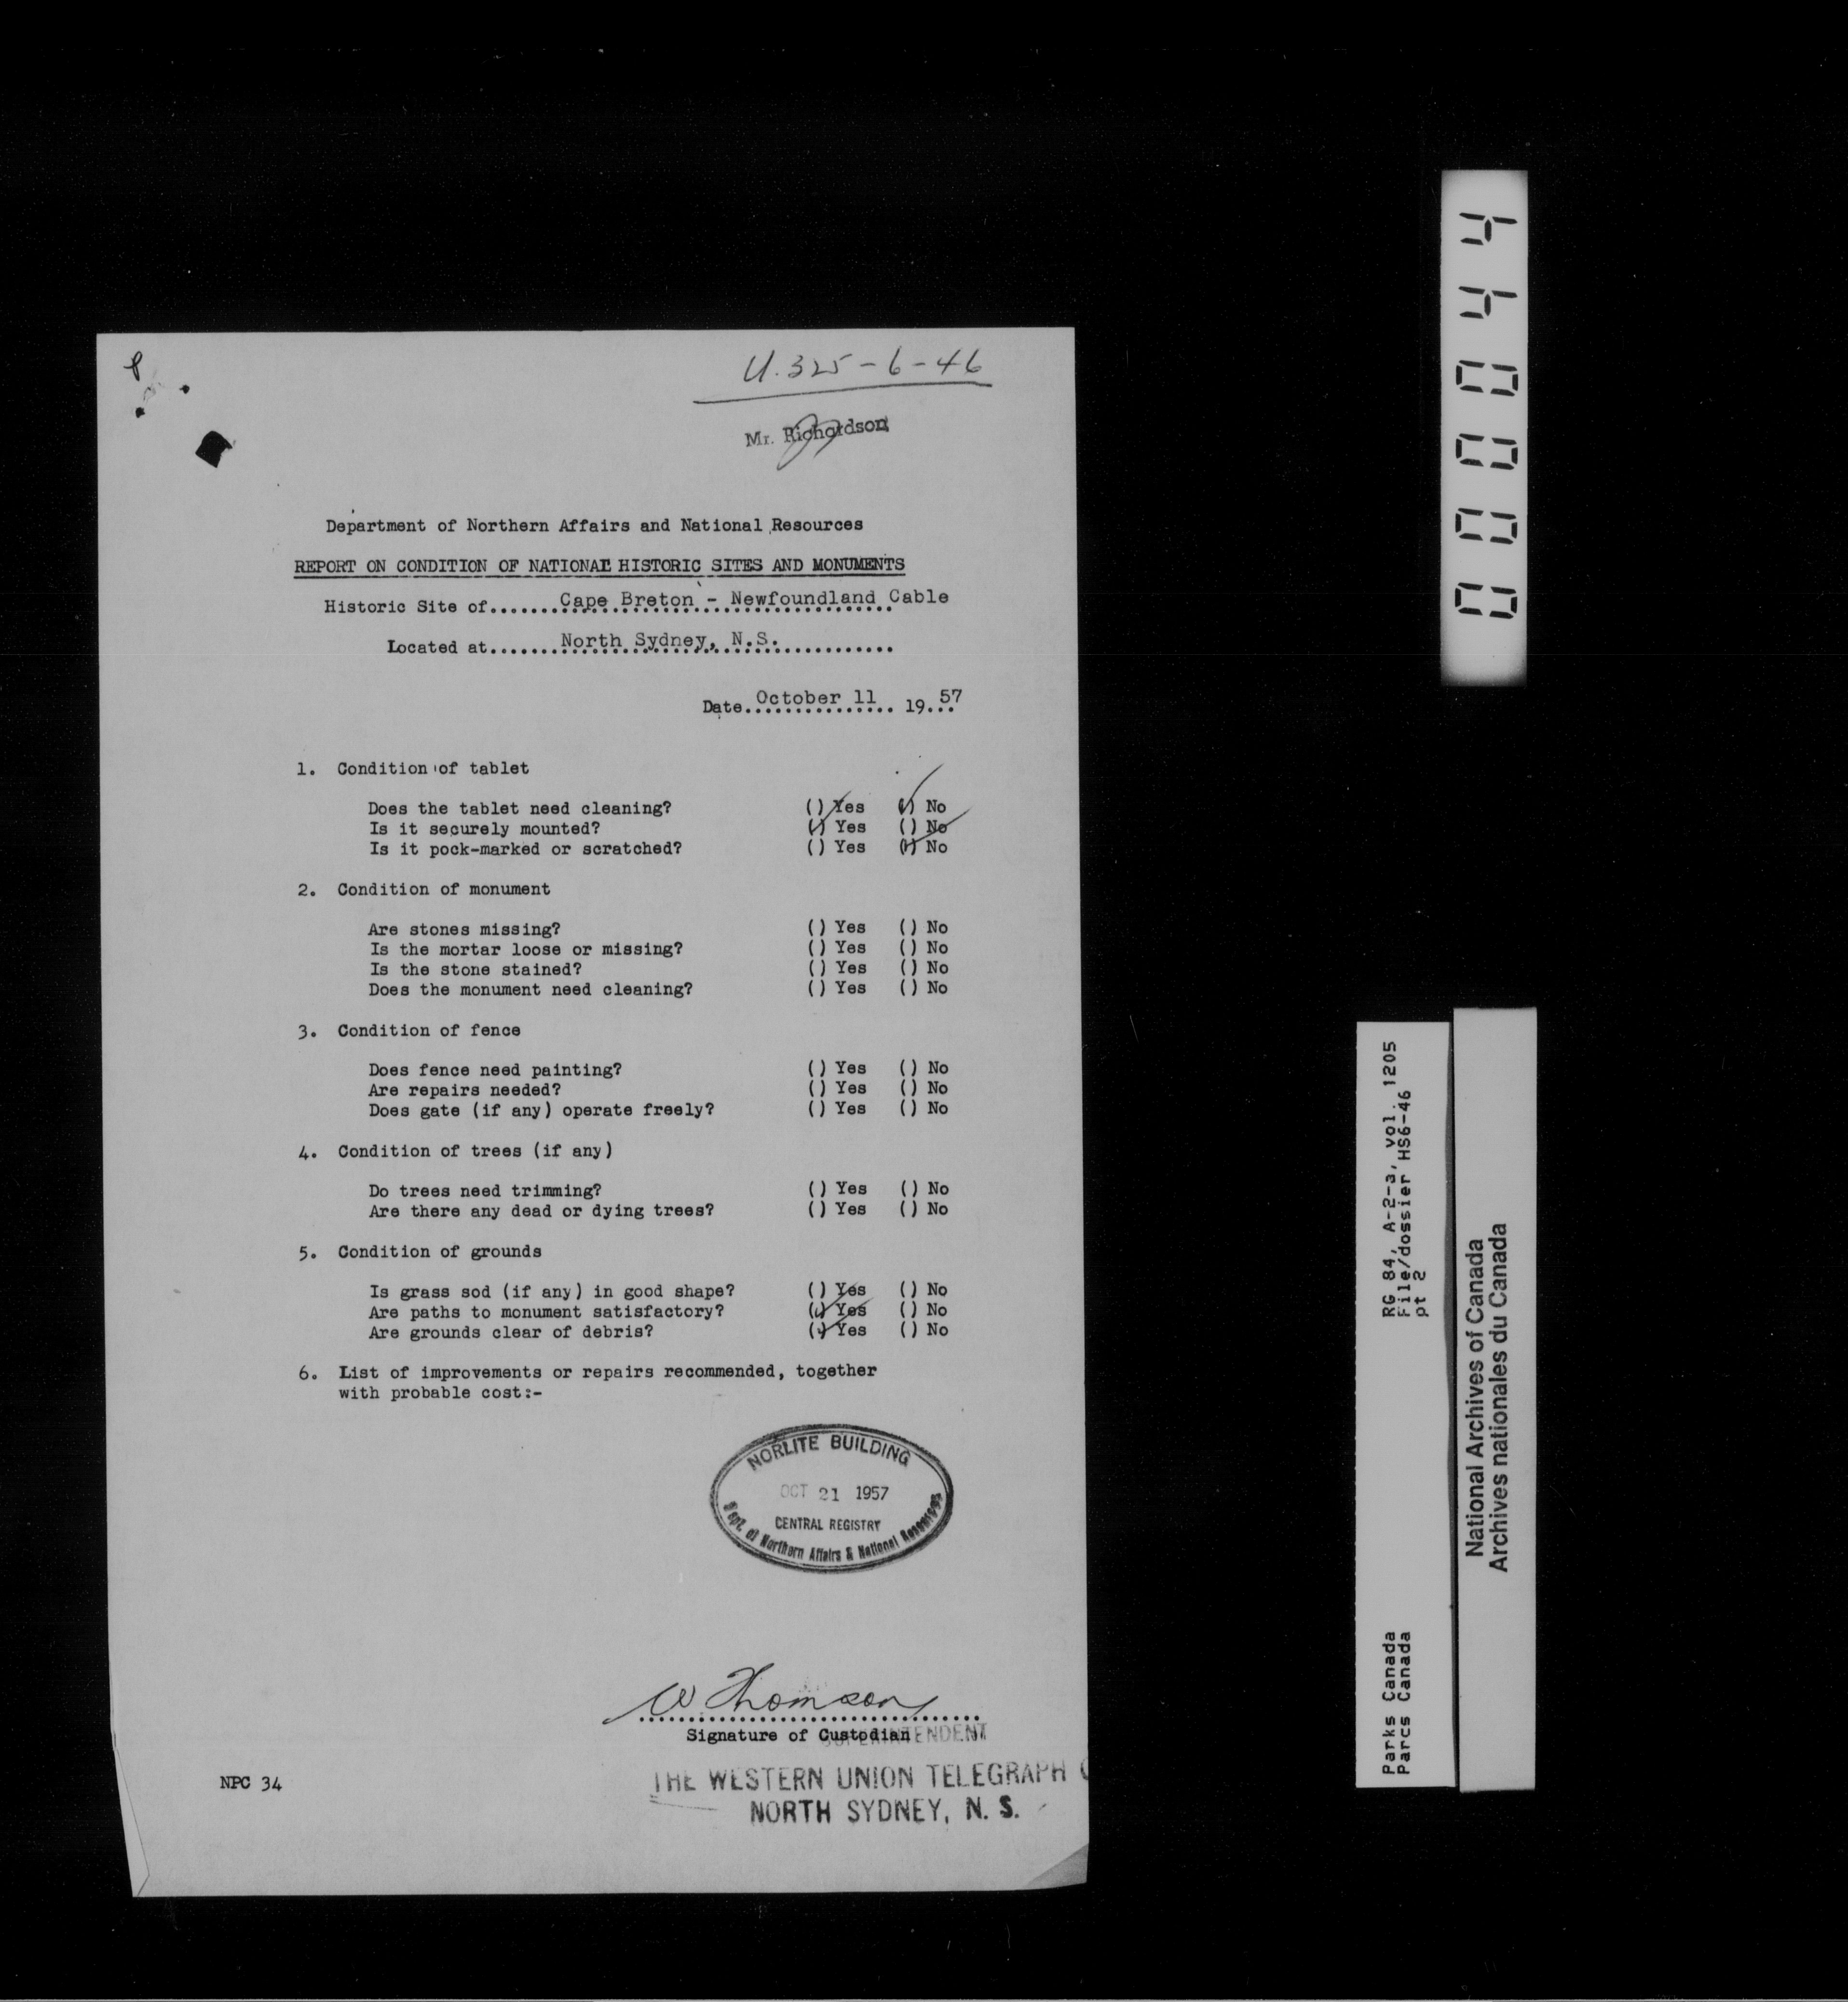 U.325-6-46
Mr. Richardson
Department of Northern Affairs and National Resources
REPORT ON CONDITION OF NATIONAL HISTORIC SITES AND MONUMENTS
Historic Site of.......Cape Breton - Newfoundland Cable
Located at.......North Sydney, N.S.............
Date October 11 19 57
1. Condition of tablet
Does the tablet need cleaning? () Yes (✓) No
Is it securely mounted? (✓) Yes () No
Is it pock-marked or scratched? () Yes (✓) No
2. Condition of monument
Are stones missing? () Yes () No
Is the mortar loose or missing? () Yes () No
Is the stone stained? () Yes () No
Does the monument need cleaning? () Yes () No
3. Condition of fence
Does fence need painting? () Yes () No
Are repairs needed? () Yes () No
Does gate (if any) operate freely? () Yes () No
4. Condition of trees (if any)
Do trees need trimming? () Yes () No
Are there any dead or dying trees? () Yes () No
5. Condition of grounds
Is grass sod (if any) in good shape? () Yes () No
Are paths to monument satisfactory? (✓) Yes () No
Are grounds clear of debris? (✓) Yes () No
6. List of improvements or repairs recommended, together
with probable cost:-
NORLITE BUILDING
OCT 21 1957
CENTRAL REGISTRY
Dept. of Northern Affairs & National Resources
W Thomson
Signature of Custodian
SUPERINTENDENT
THE WESTERN UNION TELEGRAPH C
NORTH SYDNEY, N. S.
NPC 34
000044
RG 84, A-2-3, vol. 1205
File/dossier HS6-46
pt 2
Parks Canada
Parcs Canada
National Archives of Canada
Archives nationales du Canada